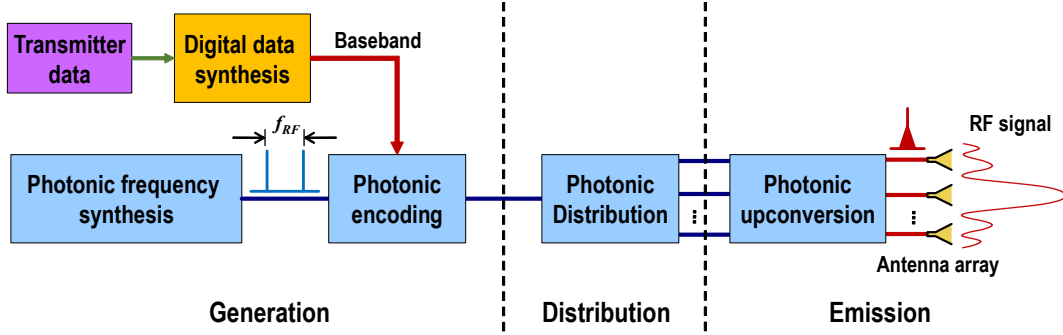 Transmitter
data
Digital data
synthesis
Baseband
f_RF
RF signal
Photonic frequency
synthesis
Photonic
encoding
Photonic
Distribution
Photonic
upconversion
Antenna array
Generation
Distribution
Emission